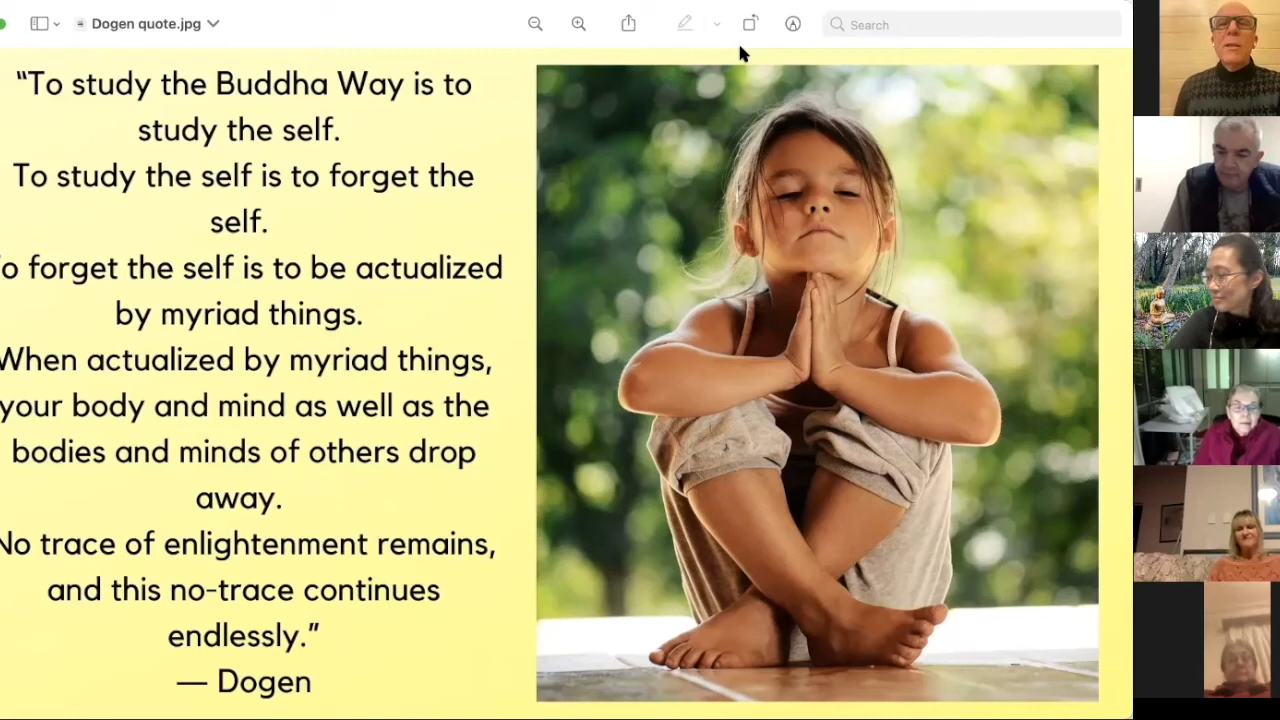 Dogen quote.jpg
Search
“To study the Buddha Way is to
study the self.
To study the self is to forget the
self.
o forget the self is to be actualized
by myriad things.
When actualized by myriad things,
your body and mind as well as the
bodies and minds of others drop
away.
No trace of enlightenment remains,
and this no-trace continues
endlessly.”
— Dogen